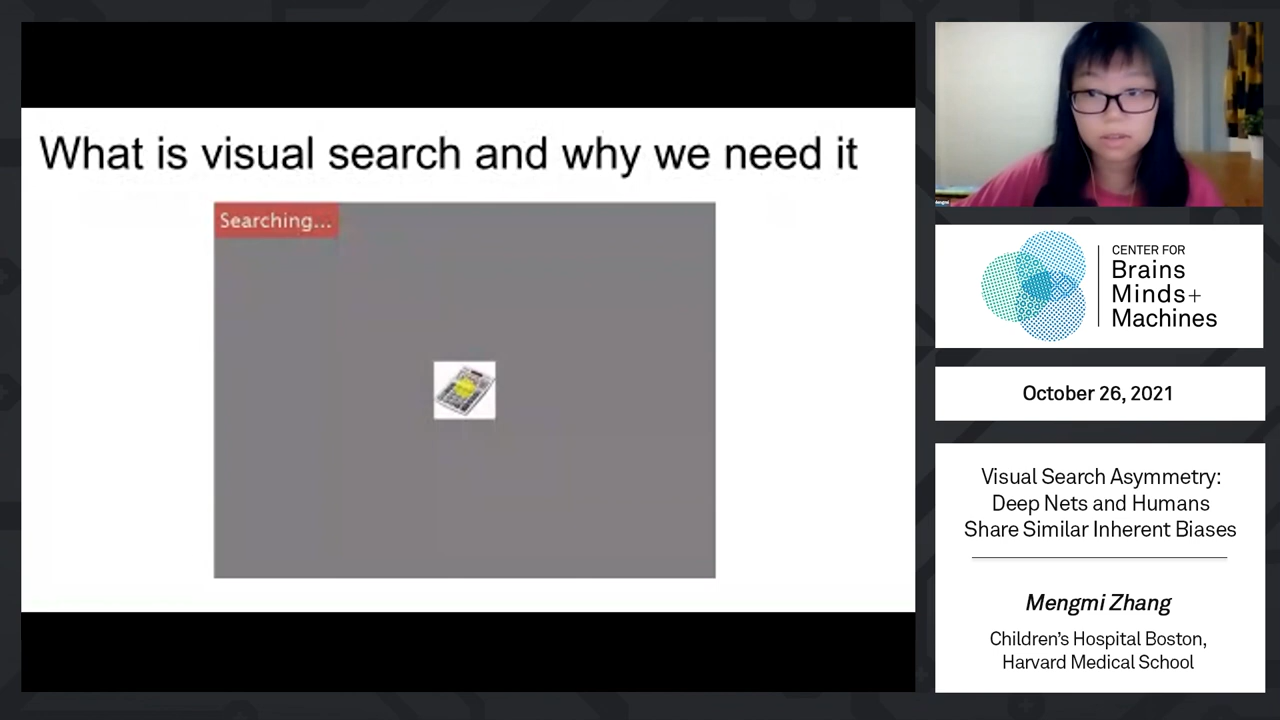 What is visual search and why we need it
Searching...
CENTER FOR
Brains
Minds+
Machines
October 26, 2021
Visual Search Asymmetry:
Deep Nets and Humans
Share Similar Inherent Biases
Mengmi Zhang
Children's Hospital Boston,
Harvard Medical School